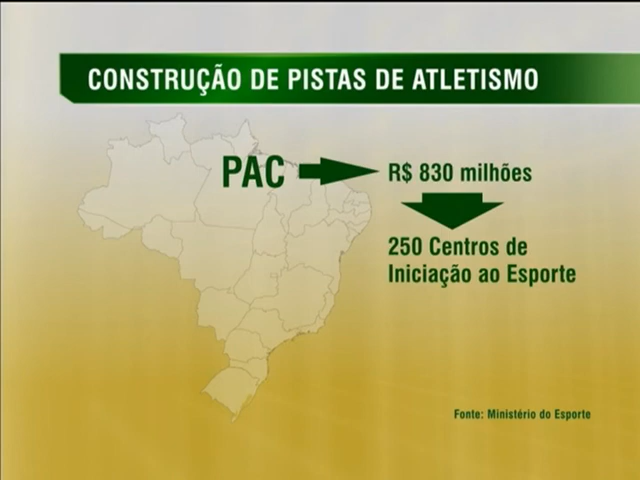 CONSTRUÇÃO DE PISTAS DE ATLETISMO
PAC
R$ 830 milhões
250 Centros de
Iniciação ao Esporte
Fonte: Ministério do Esporte